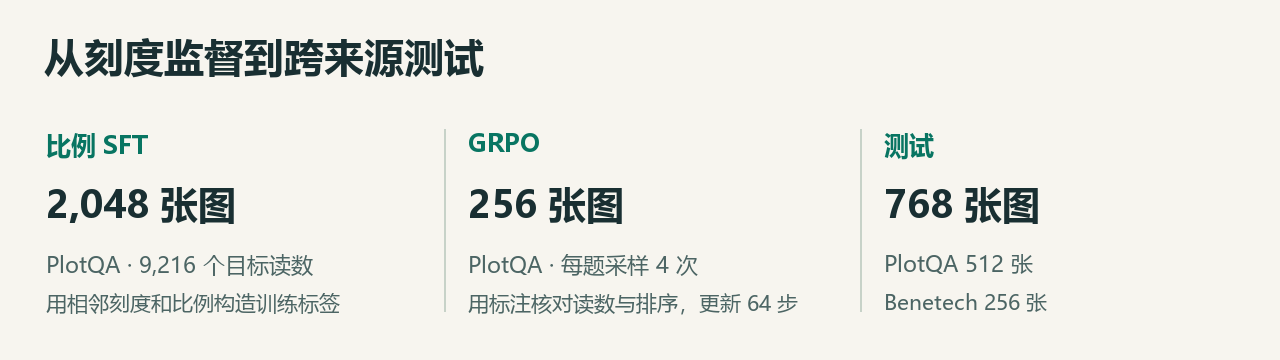 从刻度监督到跨来源测试
比例 SFT
2,048 张图
PlotQA · 9,216 个目标读数
用相邻刻度和比例构造训练标签
GRPO
256 张图
PlotQA · 每题采样 4 次
用标注核对读数与排序，更新 64 步
测试
768 张图
PlotQA 512 张
Benetech 256 张